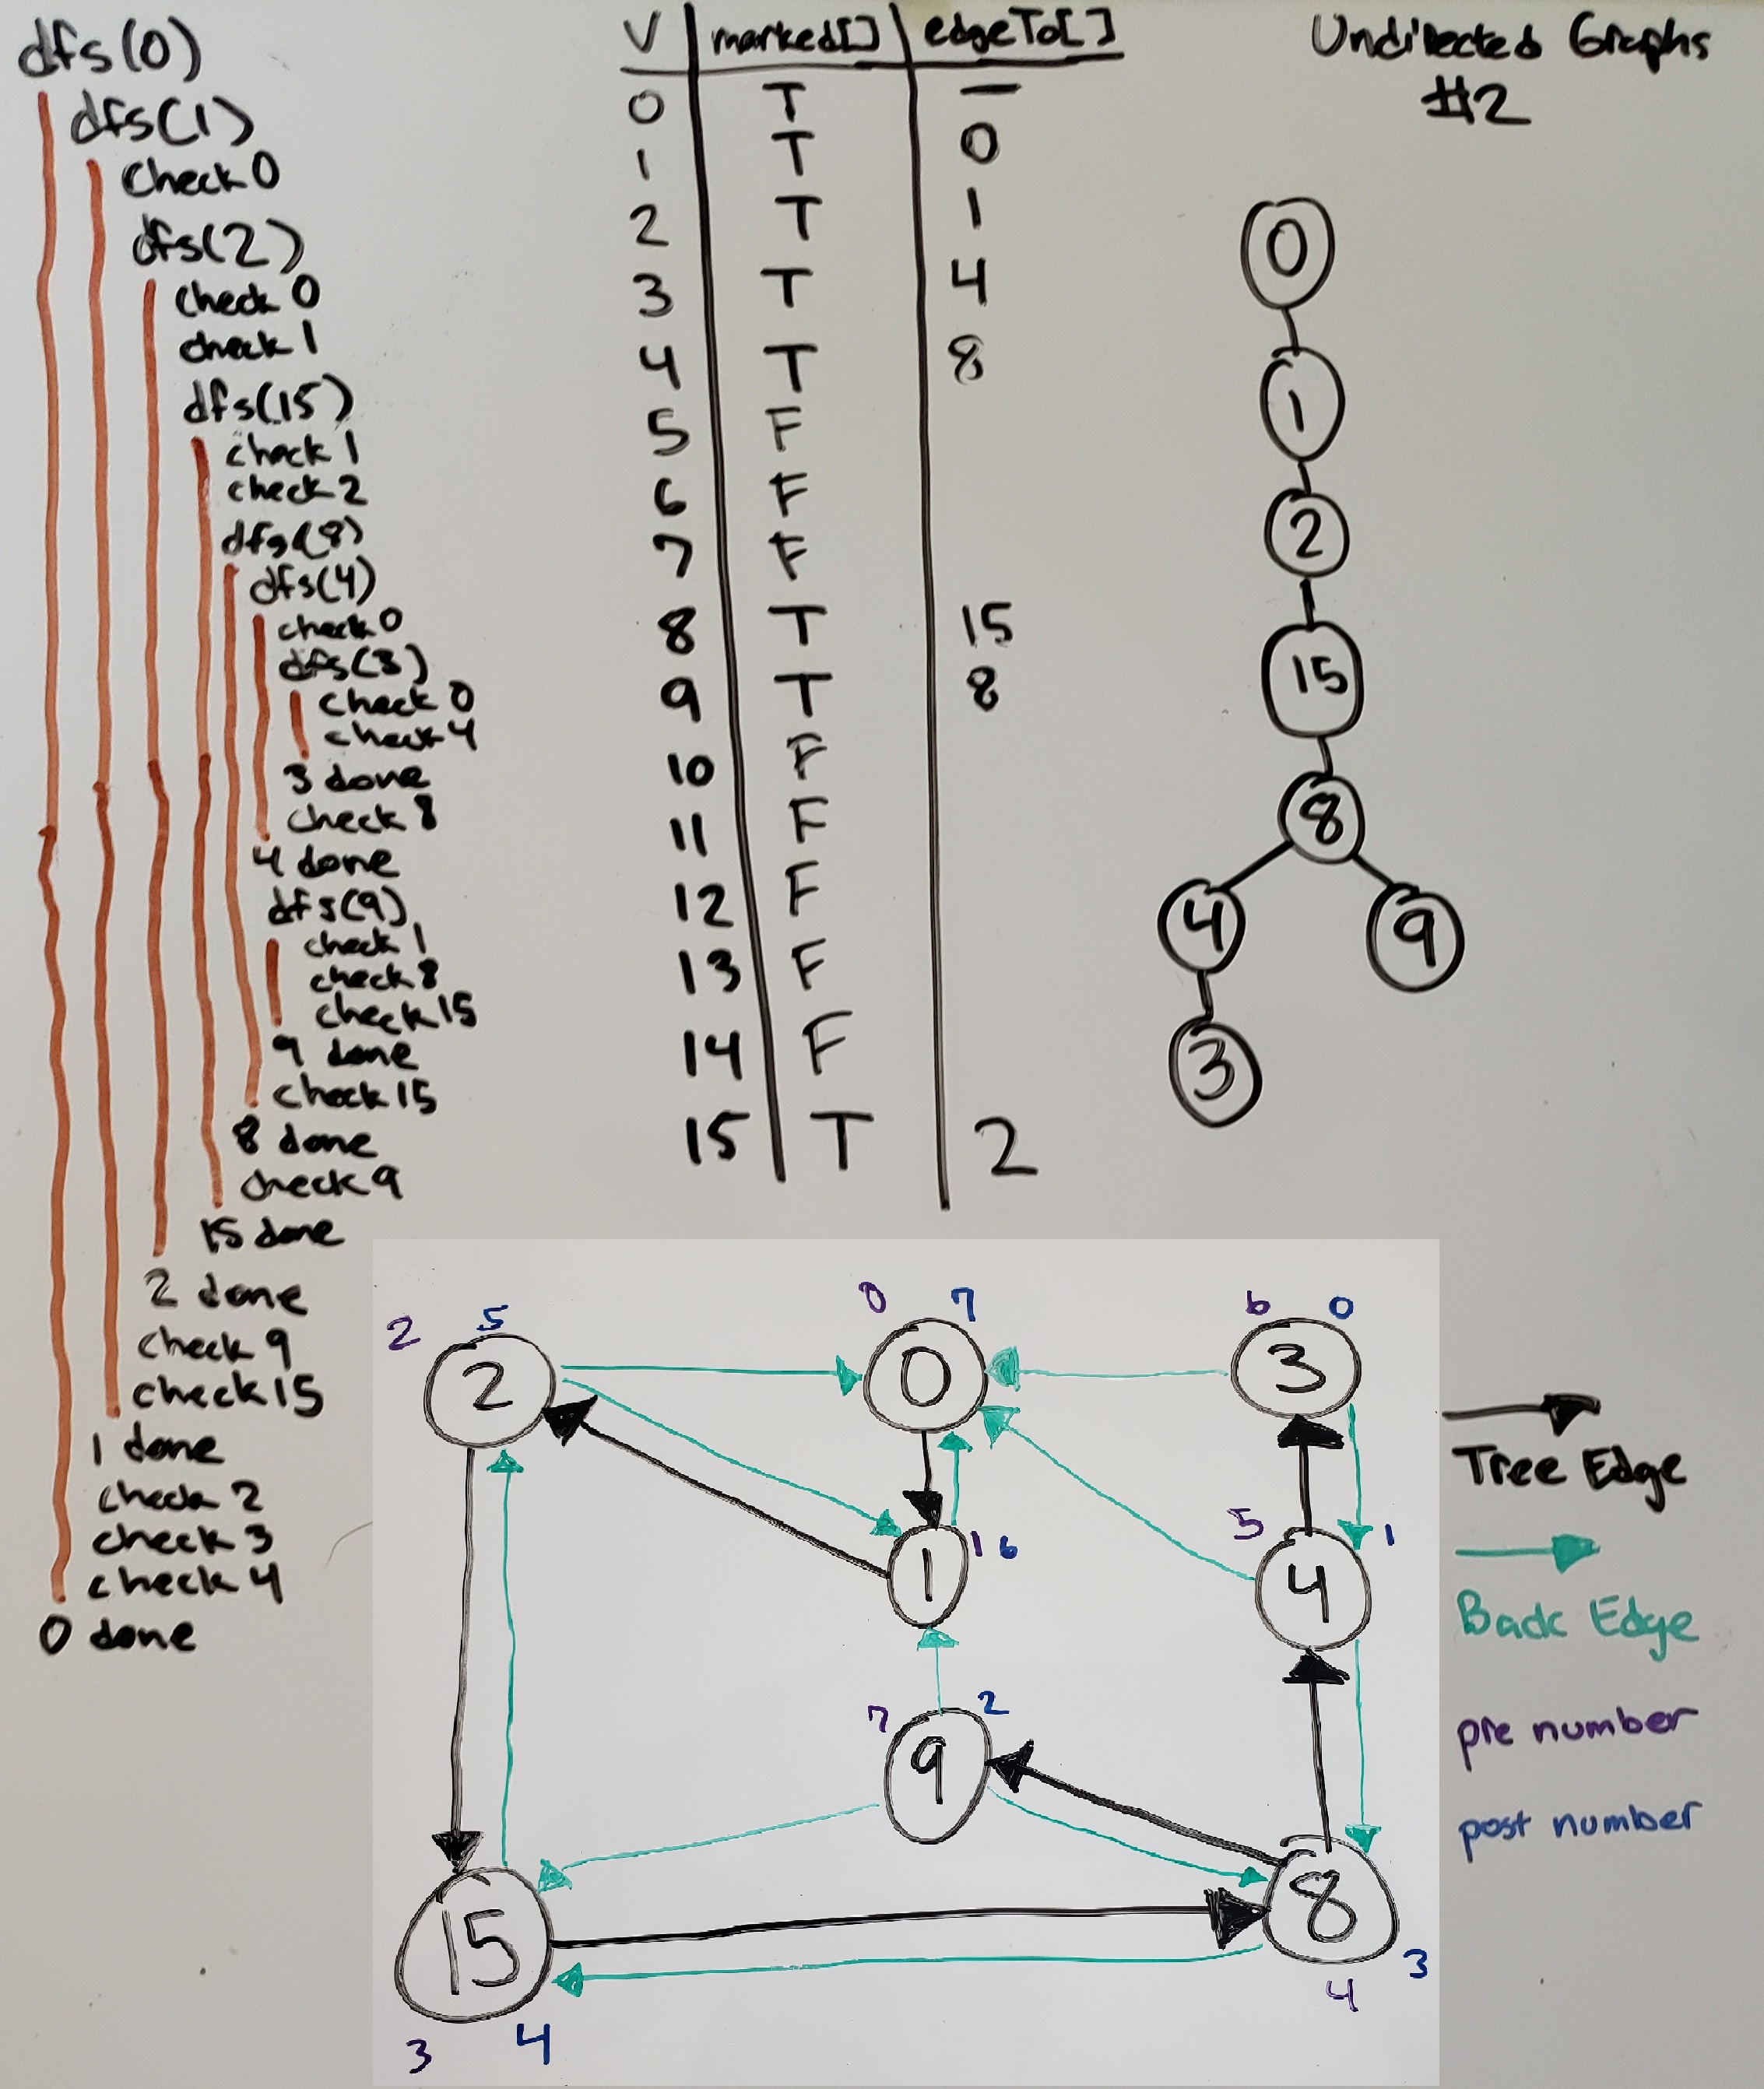 dfs(0)
dfs(1)
check 0
dfs(2)
check 0
check 1
dfs(15)
check 1
check 2
dfs(8)
dfs(4)
check 0
dfs(3)
check 0
check 4
3 done
check 8
4 done
dfs(9)
check 1
check 8
check 15
9 done
check 15
8 done
check 9
15 done
2 done
check 9
check 15
1 done
check 2
check 3
check 4
0 done
V marked[] edgeTo[]
0 T —
1 T 0
2 T 1
3 T 4
4 T 8
5 F
6 F
7 F
8 T 15
9 T 8
10 F
11 F
12 F
13 F
14 F
15 T 2
Undirected Graphs
#2
0
1
2
15
8
4 9
3
2 5 0 7 6 0
2 0 3
1 6 5 1
1 4
7 2
9
15 8
3 4 4 3
Tree Edge
Back Edge
pre number
post number